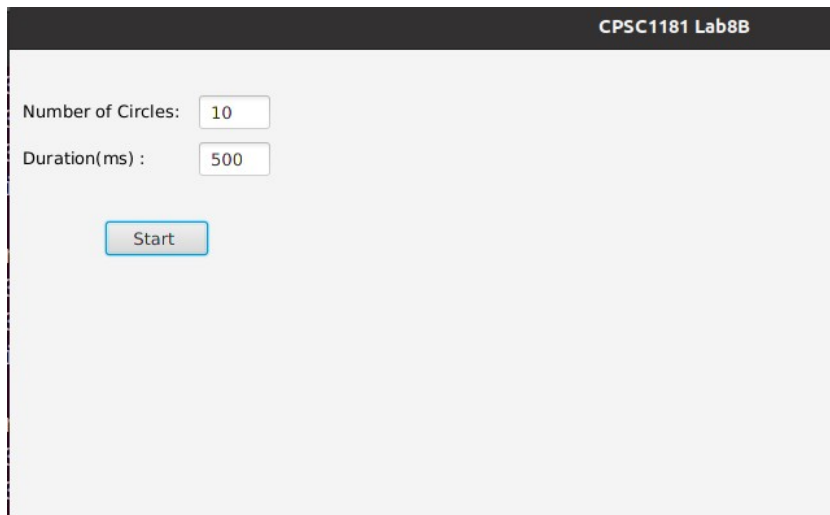 CPSC1181 Lab8B
Number of Circles: 10
Duration(ms) : 500
Start